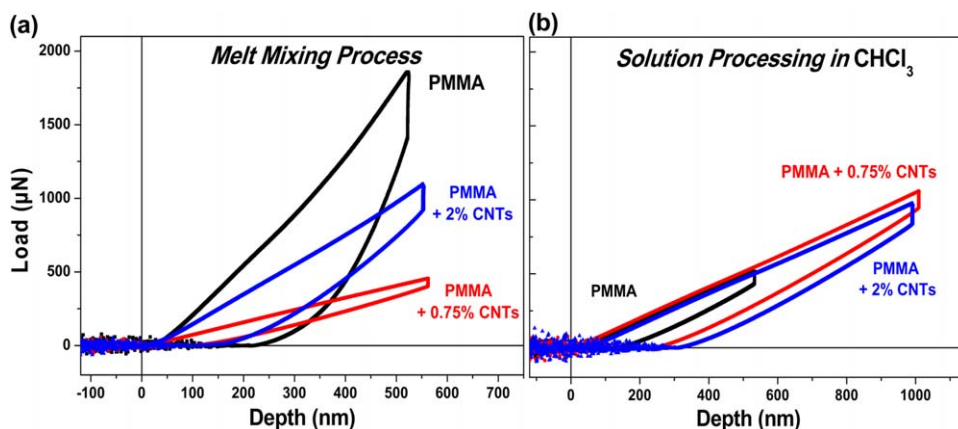 (a)
Melt Mixing Process
PMMA
PMMA
+ 2% CNTs
PMMA
+ 0.75% CNTs
Load (µN)
2000
1500
1000
500
0
-100 0 100 200 300 400 500 600
Depth (nm)
(b)
Solution Processing in CHCl₃
PMMA + 0.75% CNTs
PMMA
PMMA
+ 2% CNTs
0 200 400 600 800 1000
Depth (nm)